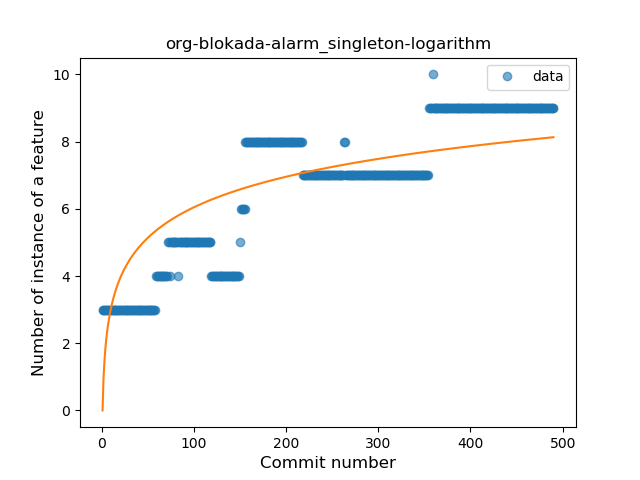 org-blokada-alarm_singleton-logarithm
data
Number of instance of a feature
10
8
6
4
2
0
0 100 200 300 400 500
Commit number